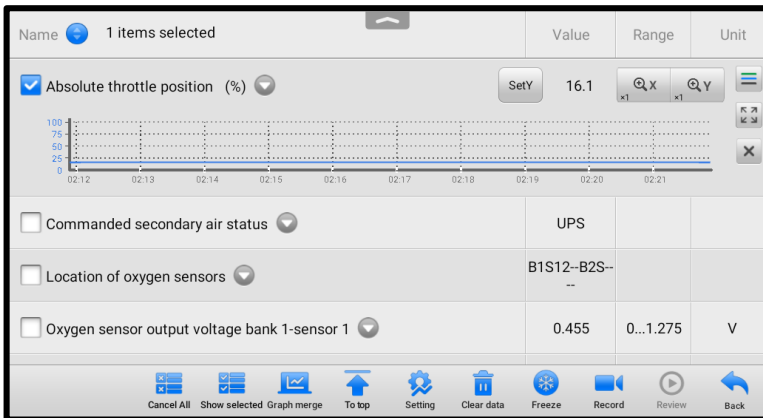 Name 1 items selected Value Range Unit
Absolute throttle position (%) SetY 16.1 ×1 X ×1 Y
100
75
50
25
0
02:12 02:13 02:14 02:15 02:16 02:17 02:18 02:19 02:20 02:21
Commanded secondary air status UPS
Location of oxygen sensors B1S12--B2S--
--
Oxygen sensor output voltage bank 1-sensor 1 0.455 0...1.275 V
Cancel All Show selected Graph merge To top Setting Clear data Freeze Record Review Back